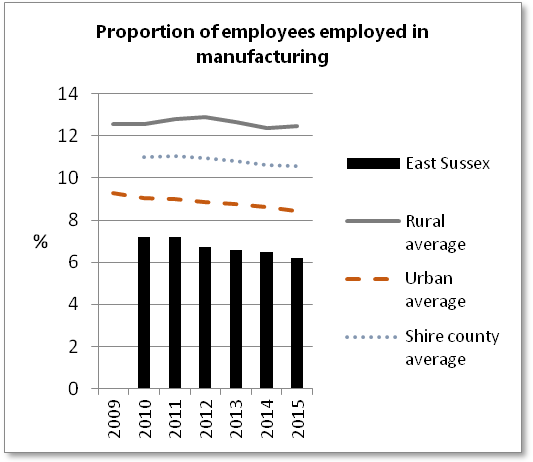 Proportion of employees employed in
manufacturing
14
12
10
8
6
4
2
0
%
2009
2010
2011
2012
2013
2014
2015
East Sussex
Rural
average
Urban
average
Shire county
average